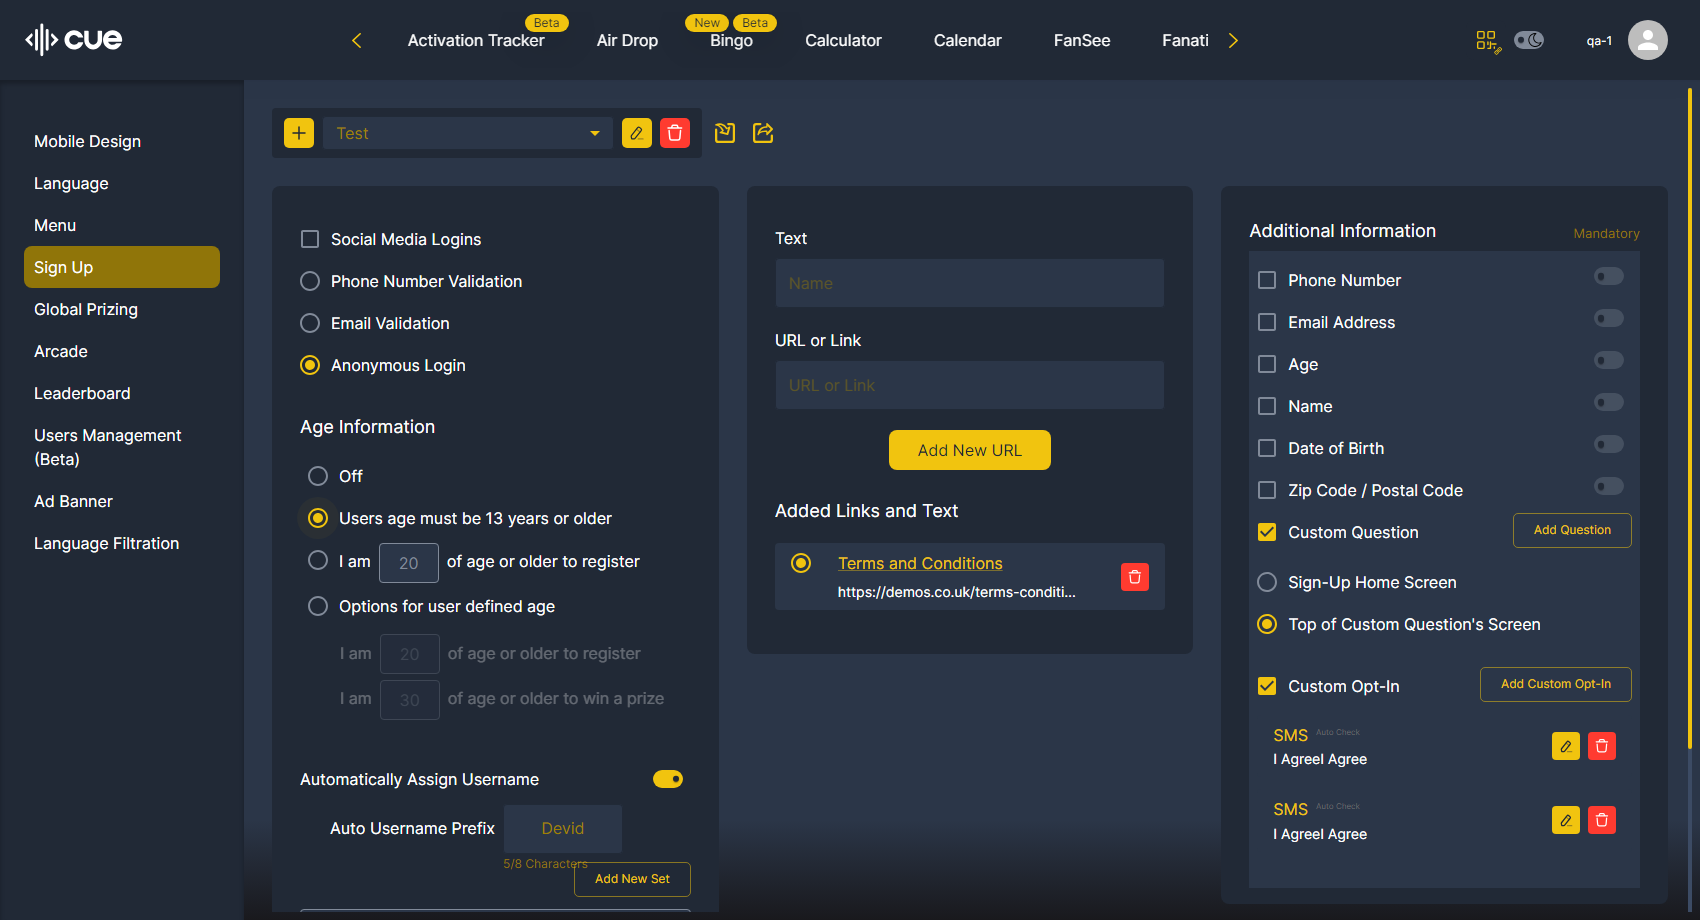 cue
Beta
New
Beta
Activation Tracker
Air Drop
Bingo
Calculator
Calendar
FanSee
Fanati
qa-1
Mobile Design
Language
Menu
Sign Up
Global Prizing
Arcade
Leaderboard
Users Management
(Beta)
Ad Banner
Language Filtration
Test
Social Media Logins
Phone Number Validation
Email Validation
Anonymous Login
Age Information
Off
Users age must be 13 years or older
I am 20 of age or older to register
Options for user defined age
I am 20 of age or older to register
I am 30 of age or older to win a prize
Automatically Assign Username
Auto Username Prefix Devid
5/8 Characters
Add New Set
Text
Name
URL or Link
URL or Link
Add New URL
Added Links and Text
Terms and Conditions
https://demos.co.uk/terms-conditi...
Additional Information
Mandatory
Phone Number
Email Address
Age
Name
Date of Birth
Zip Code / Postal Code
Custom Question
Add Question
Sign-Up Home Screen
Top of Custom Question's Screen
Custom Opt-In
Add Custom Opt-In
SMS Auto Check
I AgreeI Agree
SMS Auto Check
I AgreeI Agree